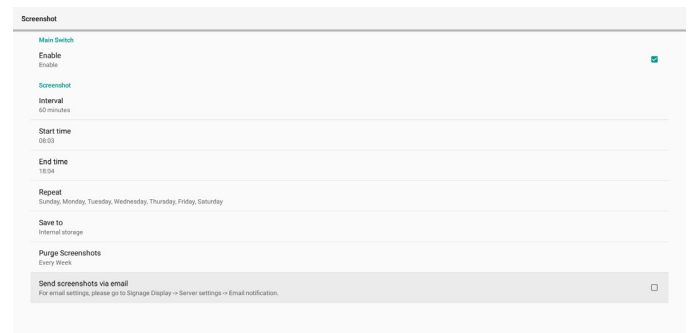 Screenshot
Main Switch
Enable
Enable
Screenshot
Interval
60 minutes
Start time
08:03
End time
18:04
Repeat
Sunday, Monday, Tuesday, Wednesday, Thursday, Friday, Saturday
Save to
Internal storage
Purge Screenshots
Every Week
Send screenshots via email
For email settings, please go to Signage Display -> Server settings -> Email notification.